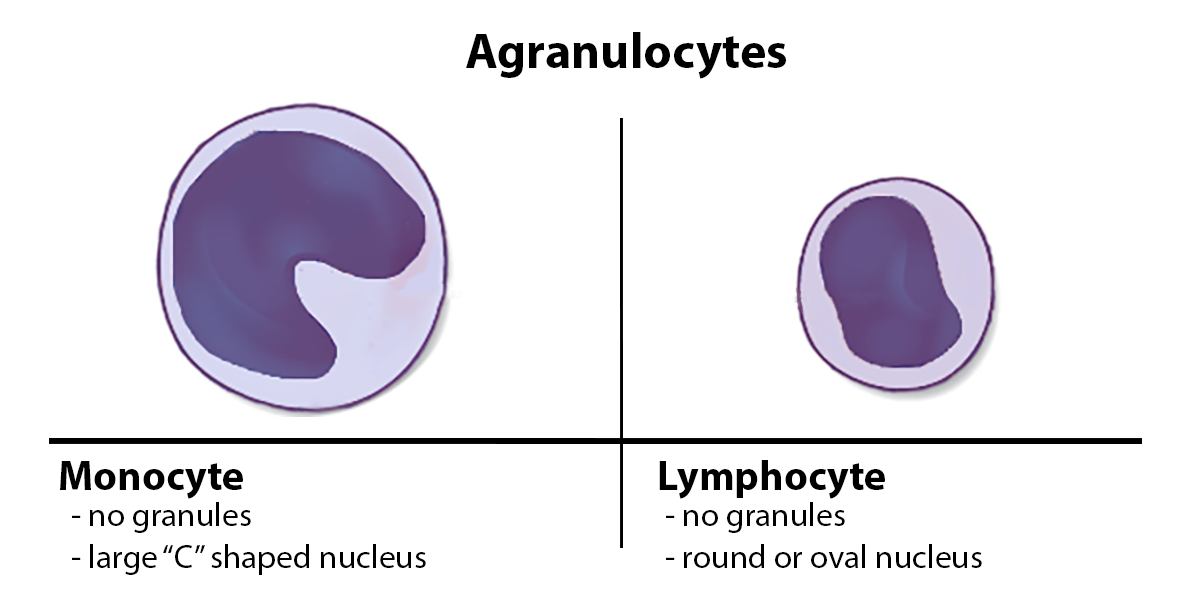 Agranulocytes
Monocyte
- no granules
- large “C” shaped nucleus
Lymphocyte
- no granules
- round or oval nucleus